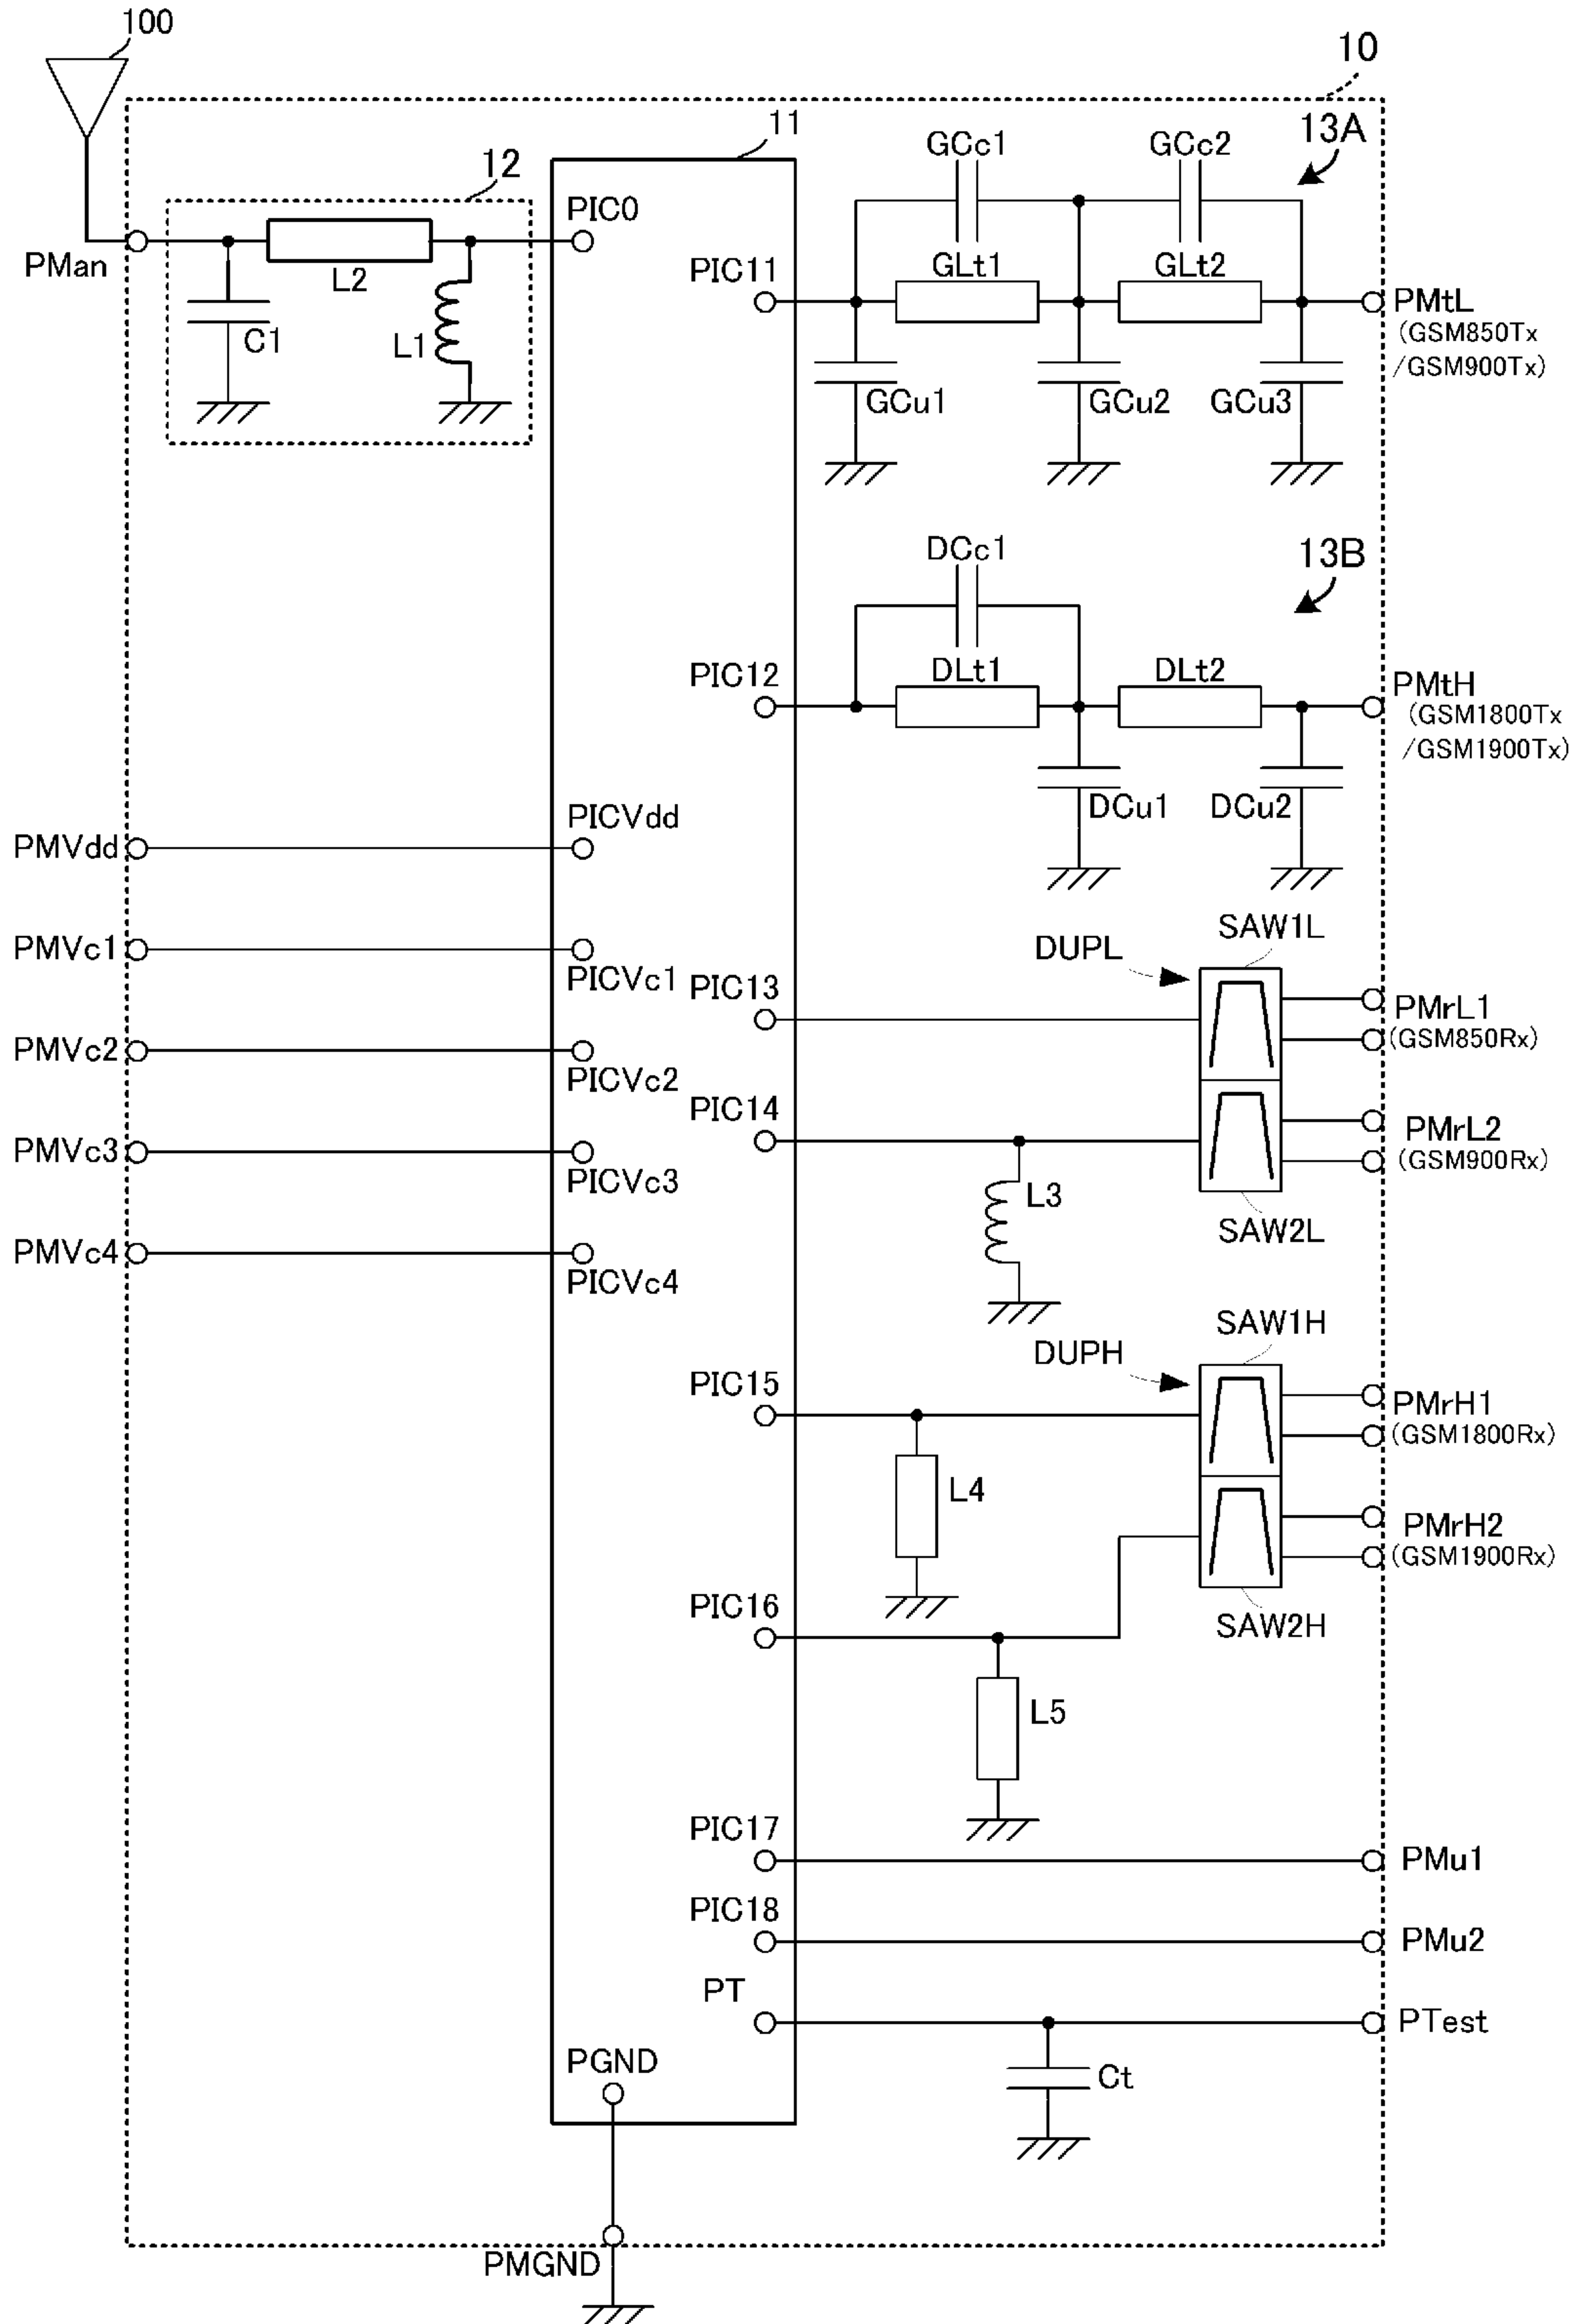 100
10
11
13A
GCc1
GCc2
12
PIC0
PMan
L2
PIC11
GLt1
GLt2
PMtL
(GSM850Tx
/GSM900Tx)
C1
L1
GCu1
GCu2
GCu3
DCc1
13B
PIC12
DLt1
DLt2
PMtH
(GSM1800Tx
/GSM1900Tx)
DCu1
DCu2
PMVdd
PICVdd
SAW1L
DUPL
PMVc1
PICVc1
PIC13
PMrL1
(GSM850Rx)
PMVc2
PICVc2
PIC14
PMrL2
(GSM900Rx)
PMVc3
PICVc3
L3
SAW2L
PMVc4
PICVc4
SAW1H
DUPH
PIC15
PMrH1
(GSM1800Rx)
L4
PMrH2
(GSM1900Rx)
PIC16
SAW2H
L5
PIC17
PMu1
PIC18
PMu2
PT
PTest
PGND
Ct
PMGND